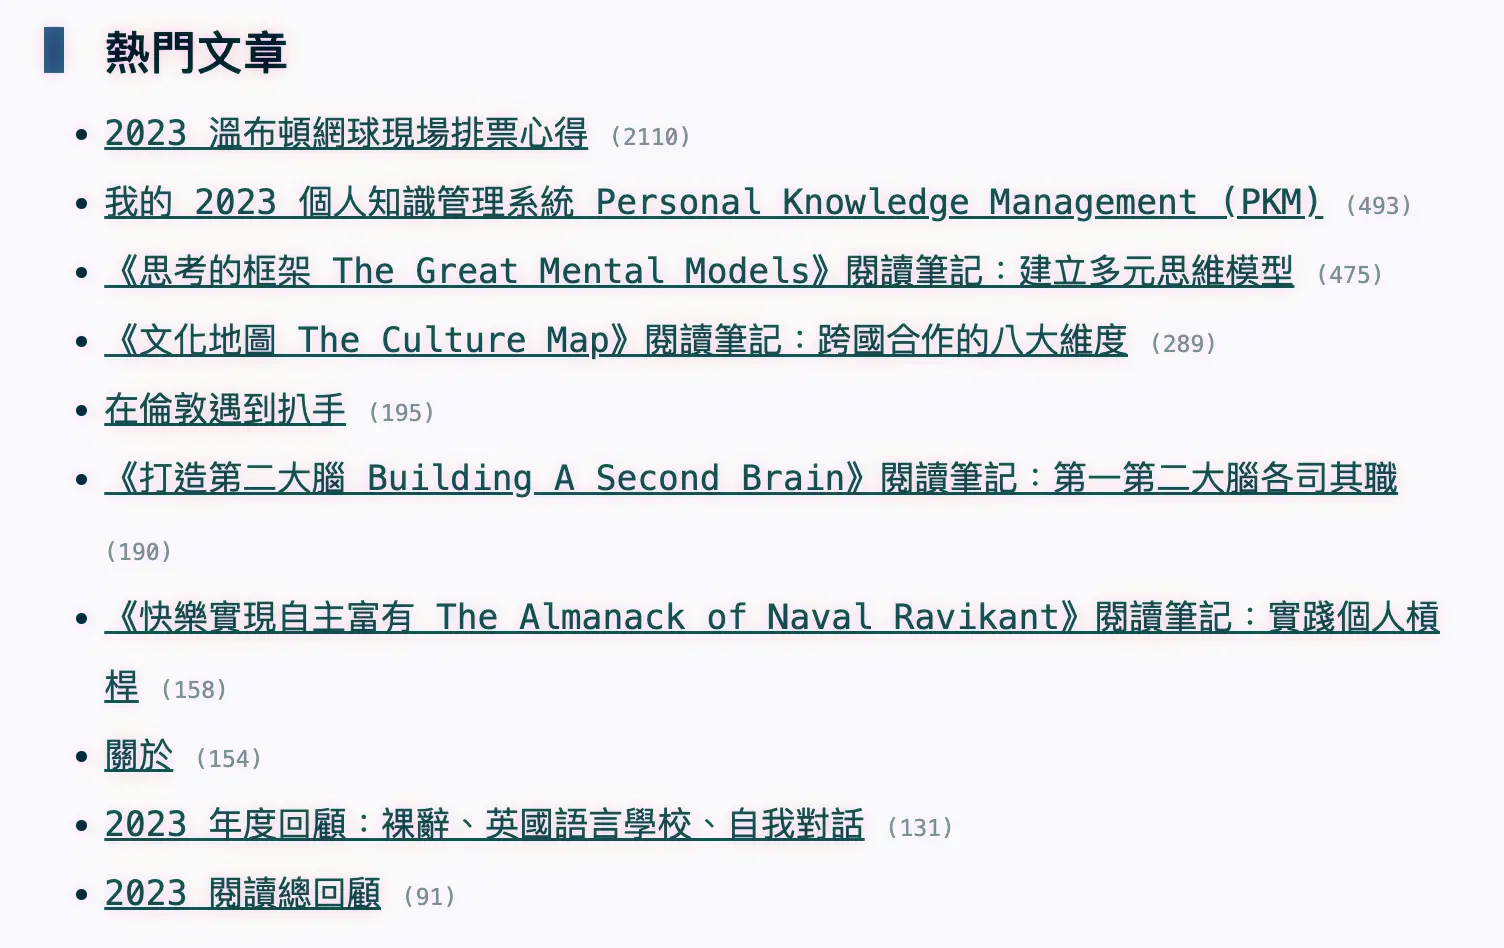 熱門文章
2023 溫布頓網球現場排票心得 (2110)
我的 2023 個人知識管理系統 Personal Knowledge Management (PKM) (493)
《思考的框架 The Great Mental Models》閱讀筆記：建立多元思維模型 (475)
《文化地圖 The Culture Map》閱讀筆記：跨國合作的八大維度 (289)
在倫敦遇到扒手 (195)
《打造第二大腦 Building A Second Brain》閱讀筆記：第一第二大腦各司其職
(190)
《快樂實現自主富有 The Almanack of Naval Ravikant》閱讀筆記：實踐個人槓
桿 (158)
關於 (154)
2023 年度回顧：裸辭、英國語言學校、自我對話 (131)
2023 閱讀總回顧 (91)